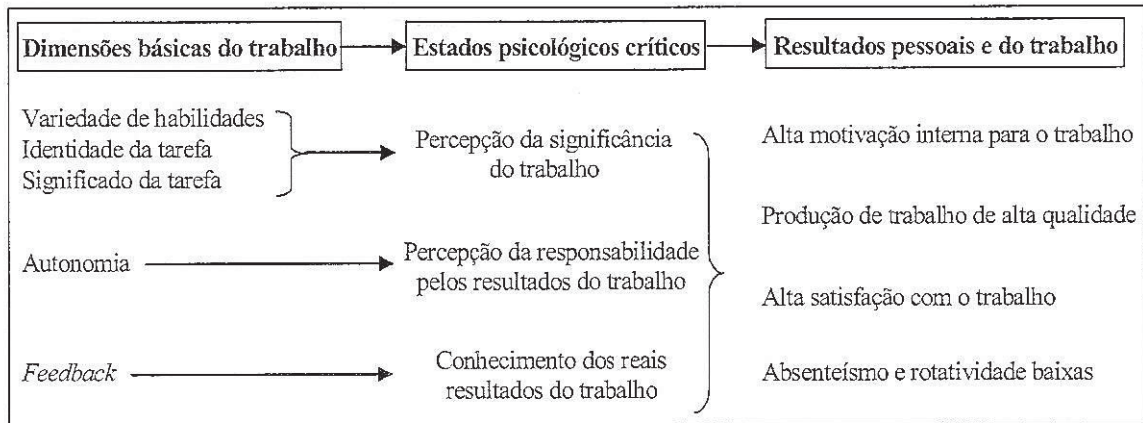 Dimensões básicas do trabalho
Estados psicológicos críticos
Resultados pessoais e do trabalho
Variedade de habilidades
Identidade da tarefa
Significado da tarefa
Percepção da significância
do trabalho
Alta motivação interna para o trabalho
Produção de trabalho de alta qualidade
Autonomia
Percepção da responsabilidade
pelos resultados do trabalho
Alta satisfação com o trabalho
Feedback
Conhecimento dos reais
resultados do trabalho
Absenteísmo e rotatividade baixas